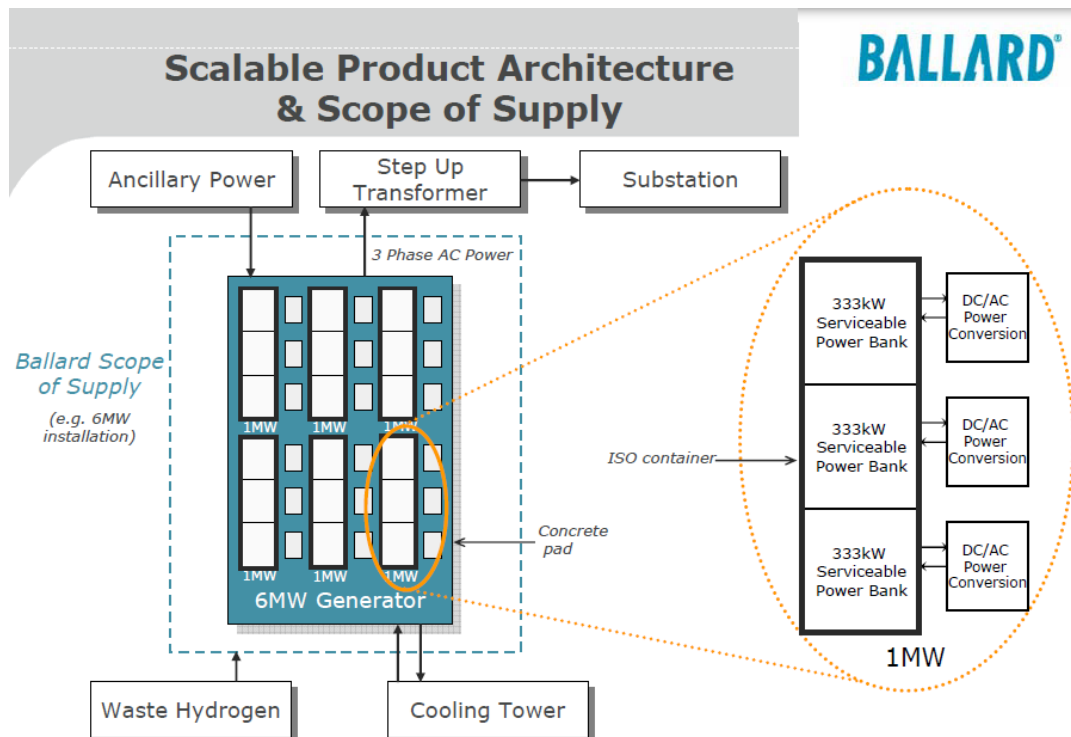 Scalable Product Architecture
& Scope of Supply
BALLARD®
Ancillary Power
Step Up
Transformer
Substation
3 Phase AC Power
Ballard Scope
of Supply
(e.g. 6MW
installation)
1MW
1MW
1MW
1MW
1MW
1MW
6MW Generator
Concrete
pad
ISO container
333kW
Serviceable
Power Bank
DC/AC
Power
Conversion
333kW
Serviceable
Power Bank
DC/AC
Power
Conversion
333kW
Serviceable
Power Bank
DC/AC
Power
Conversion
1MW
Waste Hydrogen
Cooling Tower